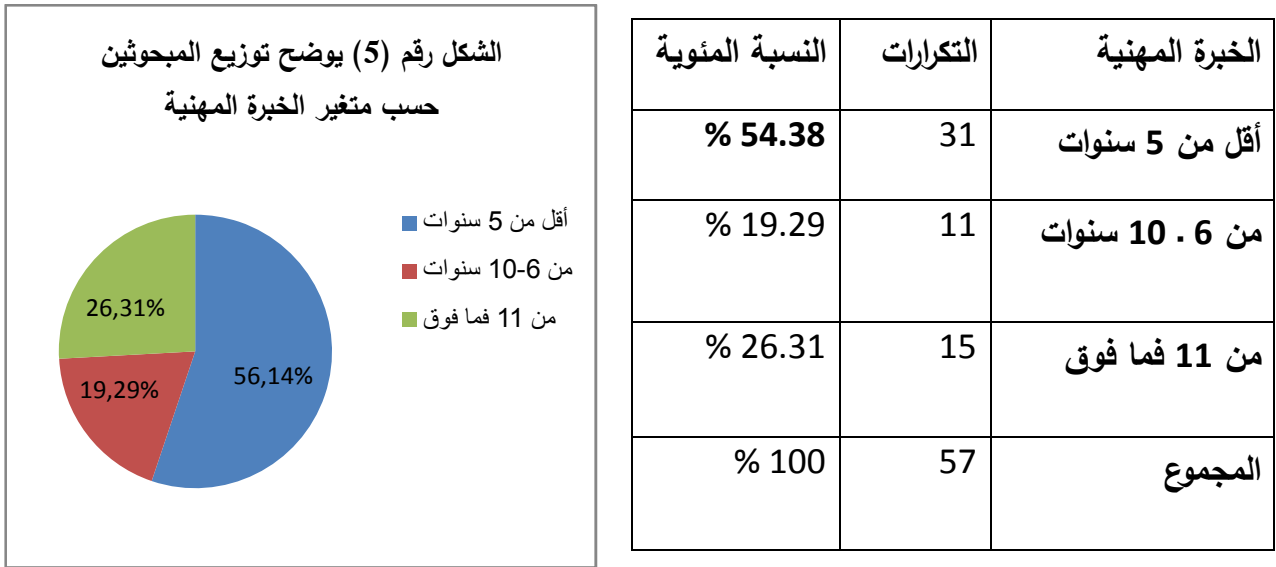 الشكل رقم (5) يوضح توزيع المبحوثين
حسب متغير الخبرة المهنية
أقل من 5 سنوات
من 6-10 سنوات
من 11 فما فوق
26,31%
19,29%
56,14%
الخبرة المهنية التكرارات النسبة المئوية
أقل من 5 سنوات 31 54.38 %
من 6 . 10 سنوات 11 19.29 %
من 11 فما فوق 15 26.31 %
المجموع 57 100 %